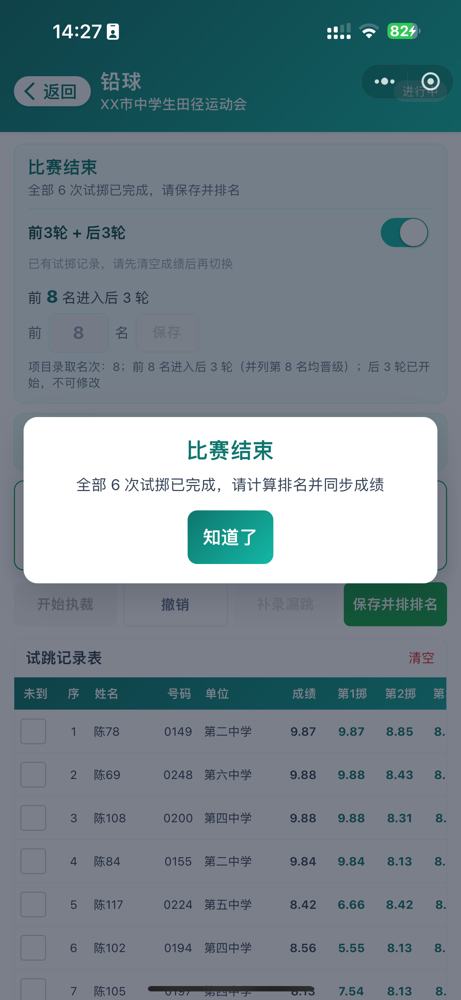 14:27
82
返回
铅球
XX市中学生田径运动会
进行中
比赛结束
全部 6 次试掷已完成，请保存并排名
前3轮 + 后3轮
已有试掷记录，请先清空成绩后再切换
前 8 名进入后 3 轮
前 8 名 保存
项目录取名次：8；前 8 名进入后 3 轮（并列第 8 名均晋级）；后 3 轮已开
始，不可修改
比赛结束
全部 6 次试掷已完成，请计算排名并同步成绩
知道了
开始执裁 撤销 补录漏跳 保存并排排名
试跳记录表 清空
未到 序 姓名 号码 单位 成绩 第1掷 第2掷 第
1 陈78 0149 第二中学 9.87 9.87 8.85 8.
2 陈69 0248 第六中学 9.88 9.88 8.43 8.
3 陈108 0200 第四中学 9.88 9.88 8.31 8.
4 陈84 0155 第二中学 9.84 9.84 8.13 8.
5 陈117 0224 第五中学 8.42 6.66 8.42 8.
6 陈102 0194 第四中学 8.56 5.55 8.13 8.
7 陈105 0197 第四中学 8.13 7.54 8.13 8.